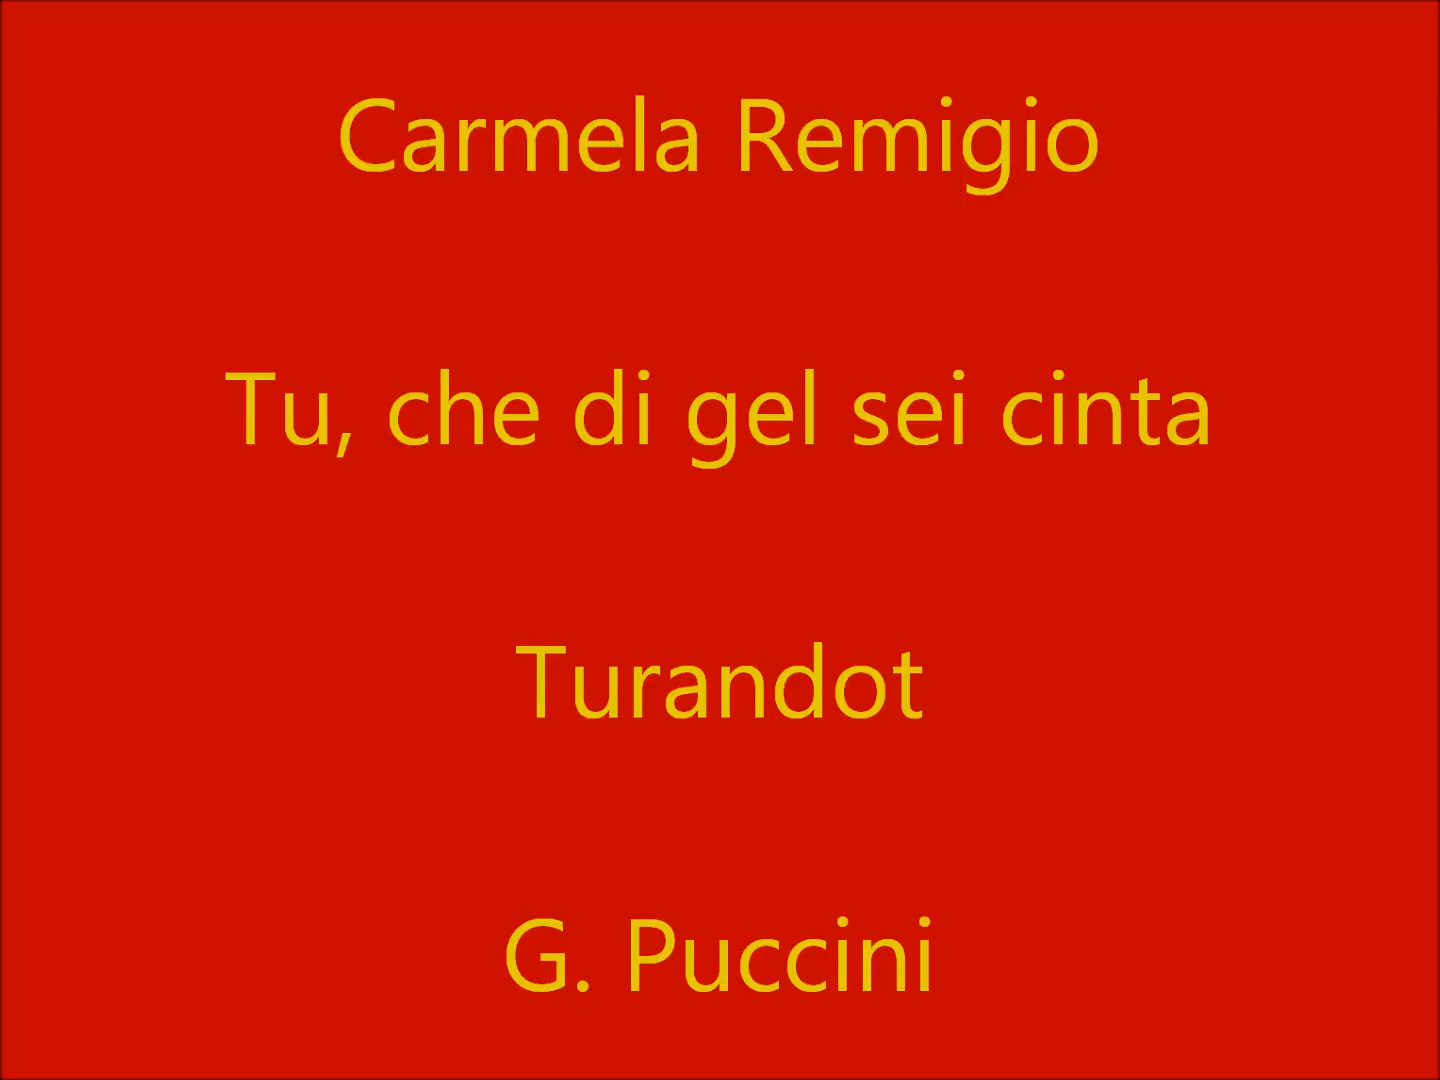 Carmela Remigio
Tu, che di gel sei cinta
Turandot
G. Puccini